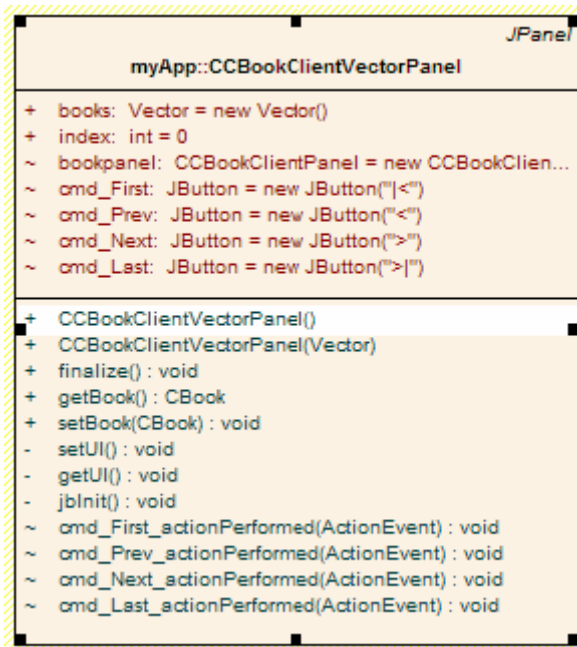 JPanel
myApp::CCBookClientVectorPanel
+ books: Vector = new Vector()
+ index: int = 0
~ bookpanel: CCBookClientPanel = new CCBookClien...
~ cmd_First: JButton = new JButton("|<")
~ cmd_Prev: JButton = new JButton("<")
~ cmd_Next: JButton = new JButton(">")
~ cmd_Last: JButton = new JButton(">|")
+ CCBookClientVectorPanel()
+ CCBookClientVectorPanel(Vector)
+ finalize() : void
+ getBook() : CBook
+ setBook(CBook) : void
- setUI() : void
- getUI() : void
- jbInit() : void
~ cmd_First_actionPerformed(ActionEvent) : void
~ cmd_Prev_actionPerformed(ActionEvent) : void
~ cmd_Next_actionPerformed(ActionEvent) : void
~ cmd_Last_actionPerformed(ActionEvent) : void